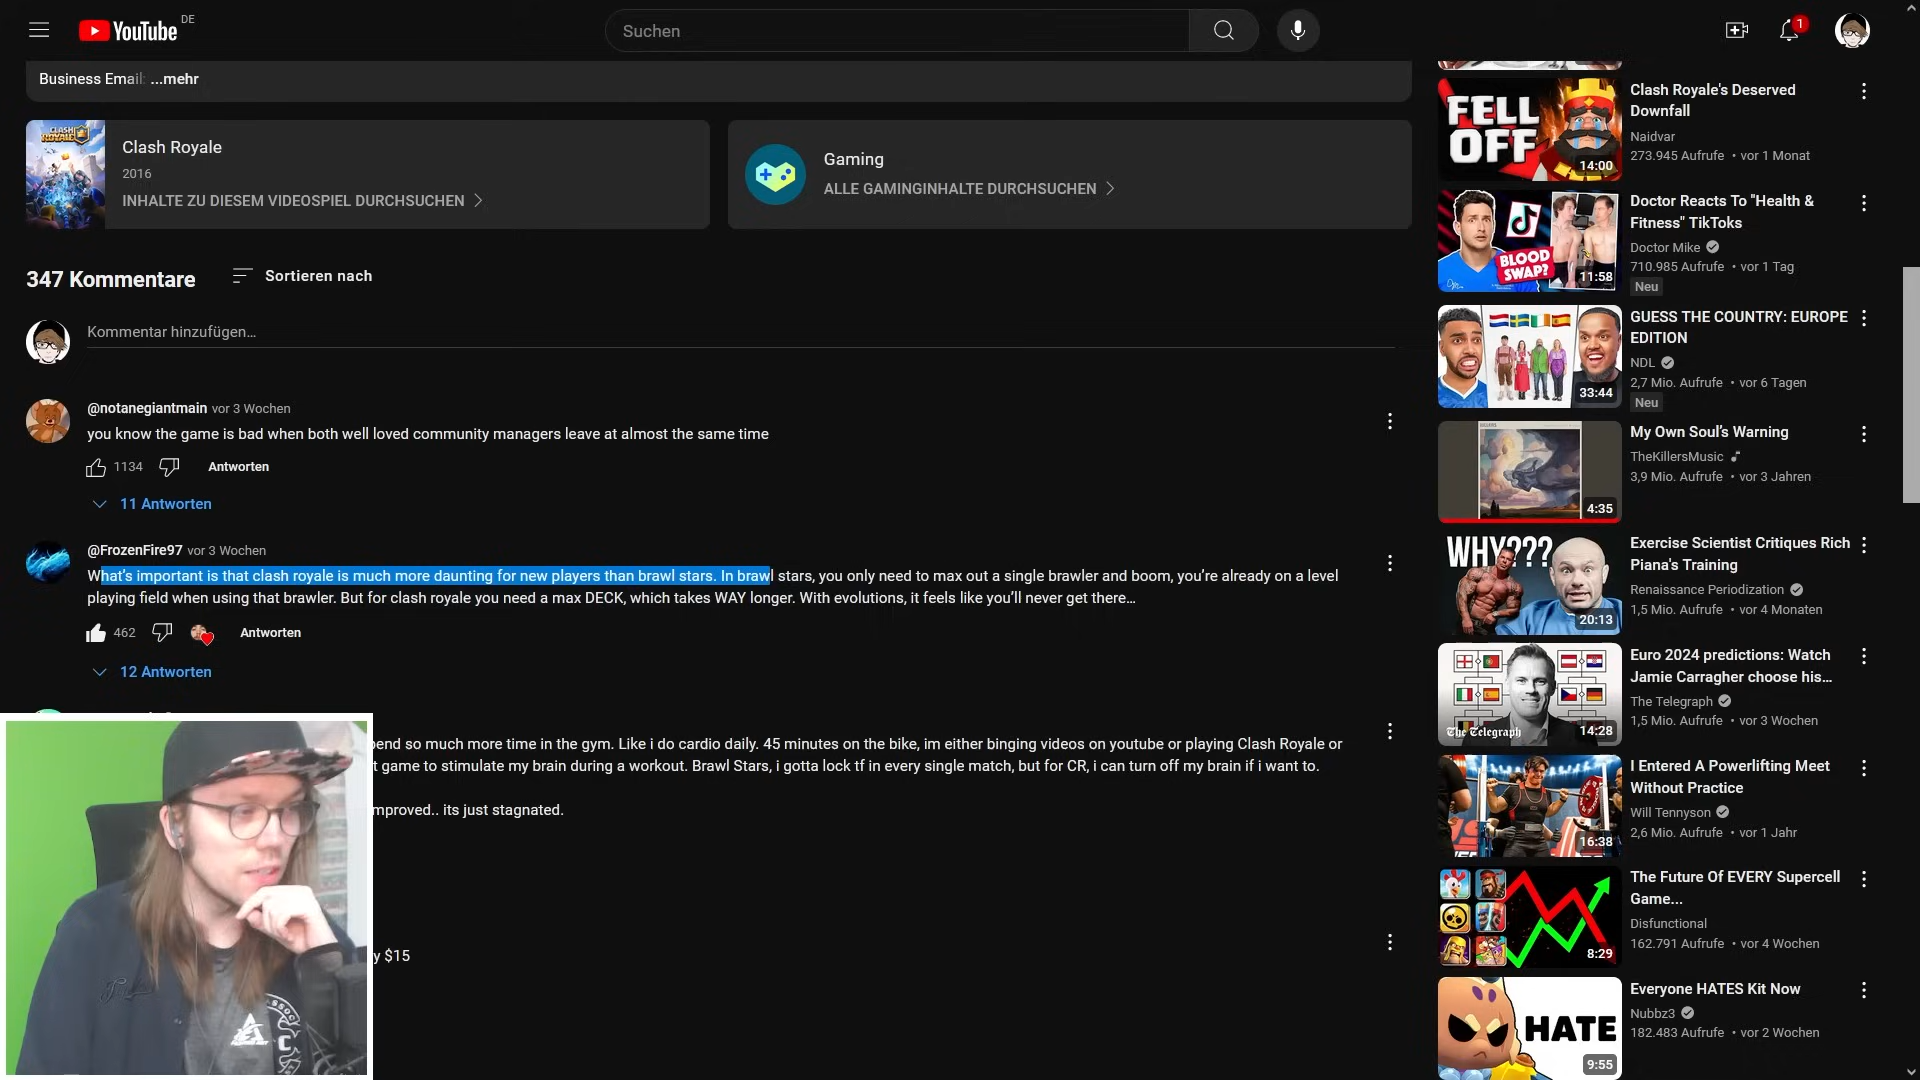 YouTube DE
Suchen
1
Business Email: ...mehr
CLASH ROYALE
Clash Royale
2016
INHALTE ZU DIESEM VIDEOSPIEL DURCHSUCHEN
Gaming
ALLE GAMINGINHALTE DURCHSUCHEN
347 Kommentare
Sortieren nach
Kommentar hinzufügen...
@notanegiantmain vor 3 Wochen
you know the game is bad when both well loved community managers leave at almost the same time
1134 Antworten
11 Antworten
@FrozenFire97 vor 3 Wochen
What's important is that clash royale is much more daunting for new players than brawl stars. In brawl stars, you only need to max out a single brawler and boom, you're already on a level
playing field when using that brawler. But for clash royale you need a max DECK, which takes WAY longer. With evolutions, it feels like you'll never get there...
462 Antworten
12 Antworten
pend so much more time in the gym. Like i do cardio daily. 45 minutes on the bike, im either binging videos on youtube or playing Clash Royale or
t game to stimulate my brain during a workout. Brawl Stars, i gotta lock tf in every single match, but for CR, i can turn off my brain if i want to.
mproved.. its just stagnated.
y $15
FELL
OFF
14:00
Clash Royale's Deserved
Downfall
Naidvar
273.945 Aufrufe • vor 1 Monat
BLOOD
SWAP?
11:58
Doctor Reacts To "Health &
Fitness" TikToks
Doctor Mike
710.985 Aufrufe • vor 1 Tag
Neu
33:44
GUESS THE COUNTRY: EUROPE
EDITION
NDL
2,7 Mio. Aufrufe • vor 6 Tagen
Neu
4:35
My Own Soul's Warning
TheKillersMusic
3,9 Mio. Aufrufe • vor 3 Jahren
WHY???
20:13
Exercise Scientist Critiques Rich
Piana's Training
Renaissance Periodization
1,5 Mio. Aufrufe • vor 4 Monaten
The Telegraph
14:28
Euro 2024 predictions: Watch
Jamie Carragher choose his...
The Telegraph
1,5 Mio. Aufrufe • vor 3 Wochen
16:38
I Entered A Powerlifting Meet
Without Practice
Will Tennyson
2,6 Mio. Aufrufe • vor 1 Jahr
8:29
The Future Of EVERY Supercell
Game...
Disfunctional
162.791 Aufrufe • vor 4 Wochen
HATE
9:55
Everyone HATES Kit Now
Nubbz3
182.483 Aufrufe • vor 2 Wochen